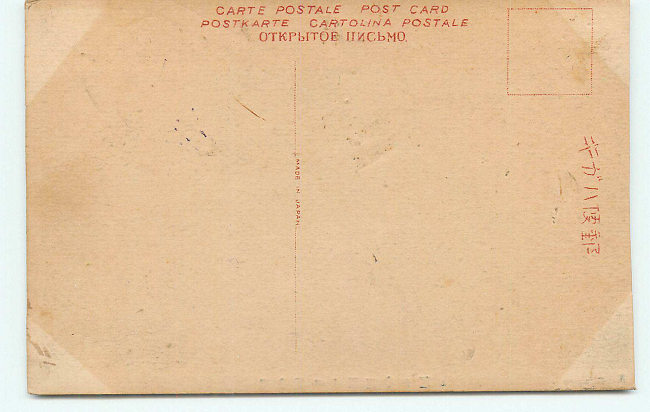 CARTE POSTALE POST CARD
POSTKARTE CARTOLINA POSTALE
ОТКРЫТОЕ ПИСЬМО.
MADE IN JAPAN
郵便ハガキ